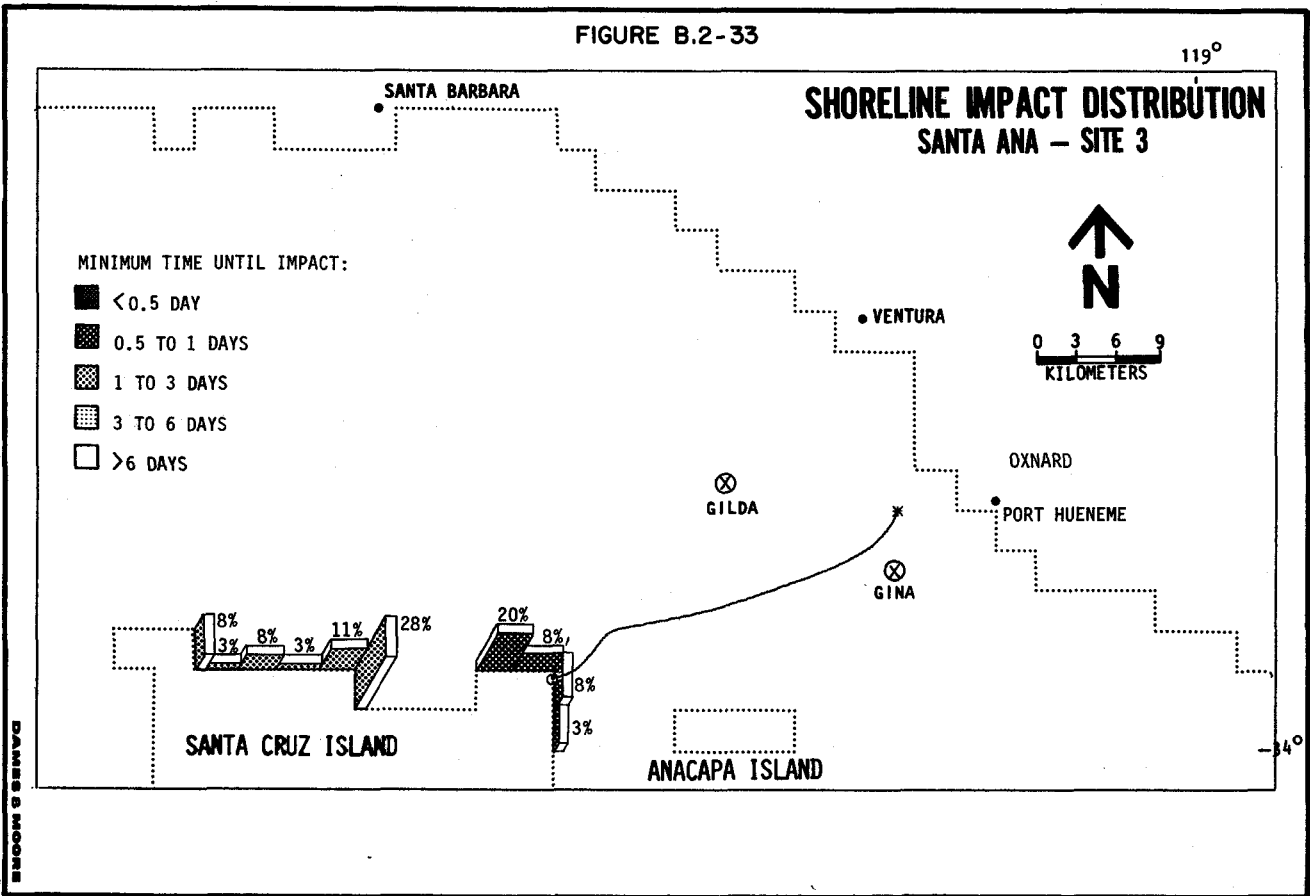 FIGURE B.2-33
119°
SANTA BARBARA
SHORELINE IMPACT DISTRIBUTION
SANTA ANA — SITE 3
MINIMUM TIME UNTIL IMPACT:
<0.5 DAY
0.5 TO 1 DAYS
1 TO 3 DAYS
3 TO 6 DAYS
>6 DAYS
N
0 3 6 9
KILOMETERS
VENTURA
OXNARD
PORT HUENEME
GILDA
GINA
8%
3%
8%
3%
11%
28%
20%
8%
8%
3%
SANTA CRUZ ISLAND
ANACAPA ISLAND
34°
DAMES & MOORE